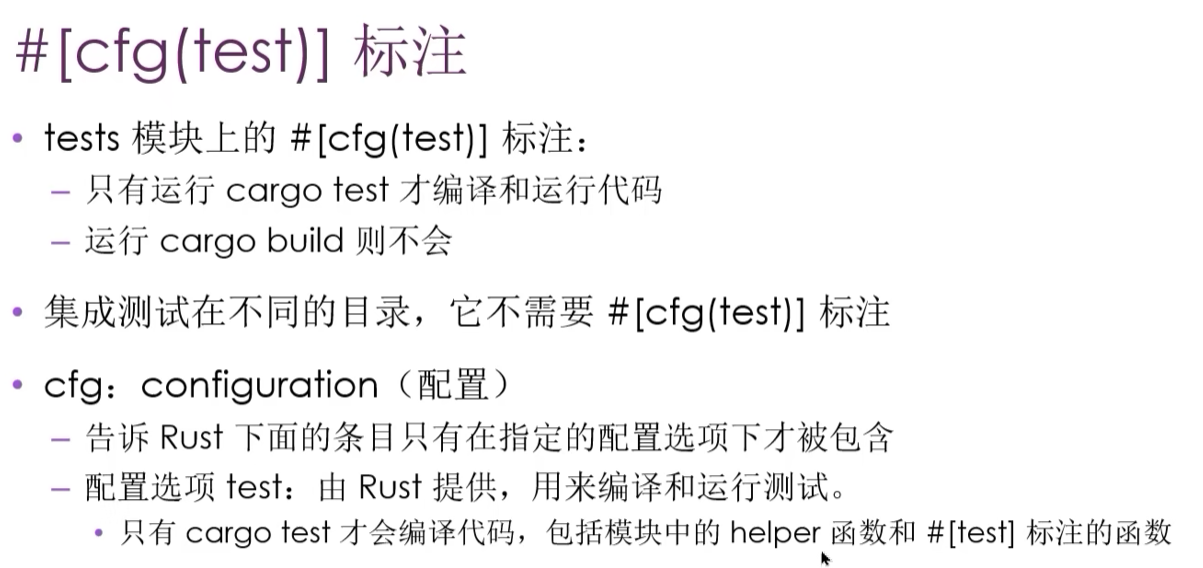 #[cfg(test)] 标注
• tests 模块上的 #[cfg(test)] 标注：
– 只有运行 cargo test 才编译和运行代码
– 运行 cargo build 则不会
• 集成测试在不同的目录，它不需要 #[cfg(test)] 标注
• cfg：configuration（配置）
– 告诉 Rust 下面的条目只有在指定的配置选项下才被包含
– 配置选项 test：由 Rust 提供，用来编译和运行测试。
• 只有 cargo test 才会编译代码，包括模块中的 helper 函数和 #[test] 标注的函数